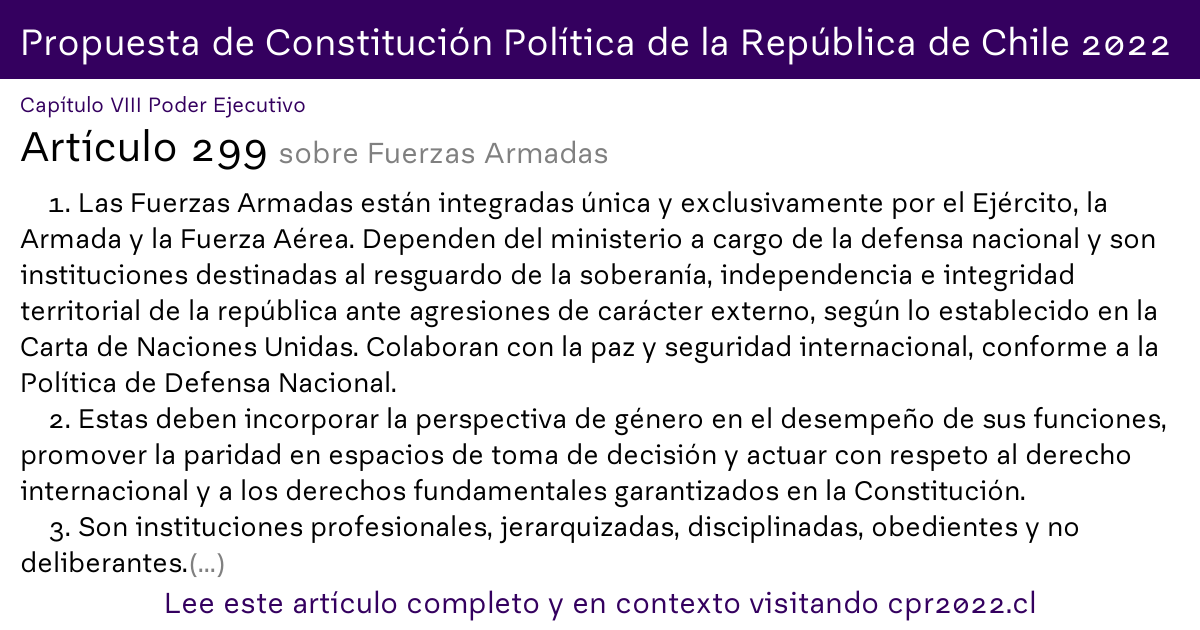 Propuesta de Constitución Política de la República de Chile 2022
Capítulo VIII Poder Ejecutivo
Artículo 299 sobre Fuerzas Armadas
1. Las Fuerzas Armadas están integradas única y exclusivamente por el Ejército, la
Armada y la Fuerza Aérea. Dependen del ministerio a cargo de la defensa nacional y son
instituciones destinadas al resguardo de la soberanía, independencia e integridad
territorial de la república ante agresiones de carácter externo, según lo establecido en la
Carta de Naciones Unidas. Colaboran con la paz y seguridad internacional, conforme a la
Política de Defensa Nacional.
2. Estas deben incorporar la perspectiva de género en el desempeño de sus funciones,
promover la paridad en espacios de toma de decisión y actuar con respeto al derecho
internacional y a los derechos fundamentales garantizados en la Constitución.
3. Son instituciones profesionales, jerarquizadas, disciplinadas, obedientes y no
deliberantes.(...)
Lee este artículo completo y en contexto visitando cpr2022.cl